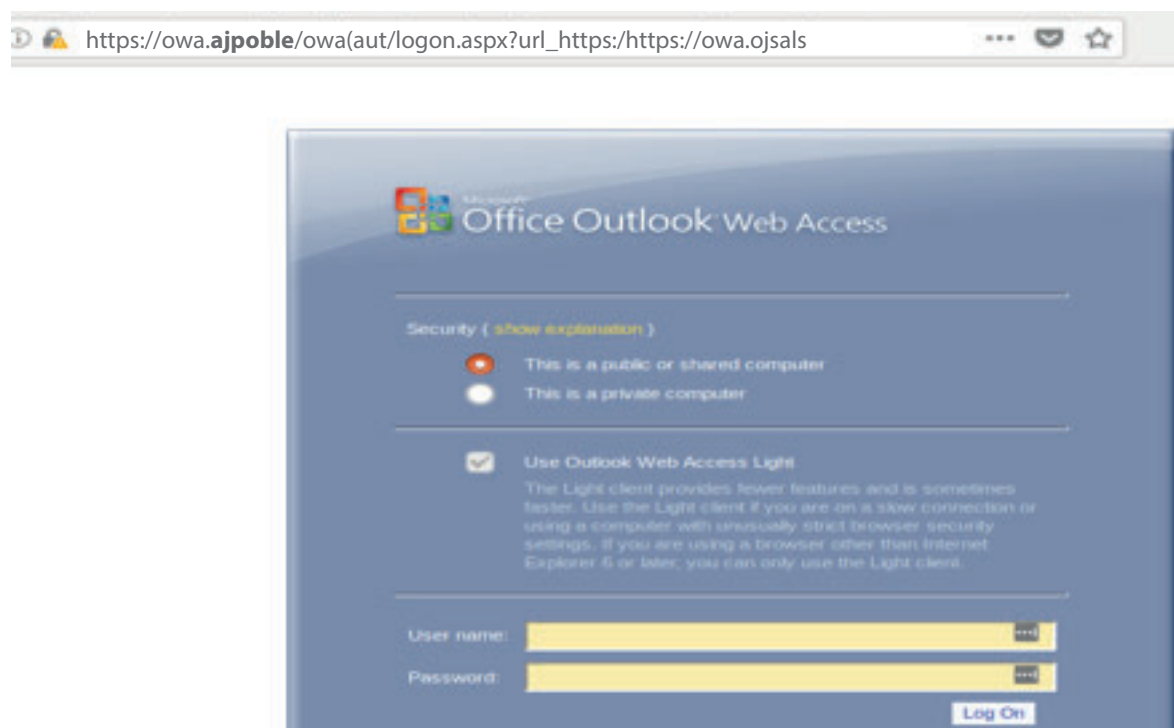 https://owa.ajpoble/owa(aut/logon.aspx?url_https:/https://owa.ojsals
Microsoft
Office Outlook Web Access
Security ( show explanation )
This is a public or shared computer
This is a private computer
Use Outlook Web Access Light
The Light client provides fewer features and is sometimes
faster. Use the Light client if you are on a slow connection or
using a computer with unusually strict browser security
settings. If you are using a browser other than Internet
Explorer 6 or later, you can only use the Light client.
User name:
Password:
Log On